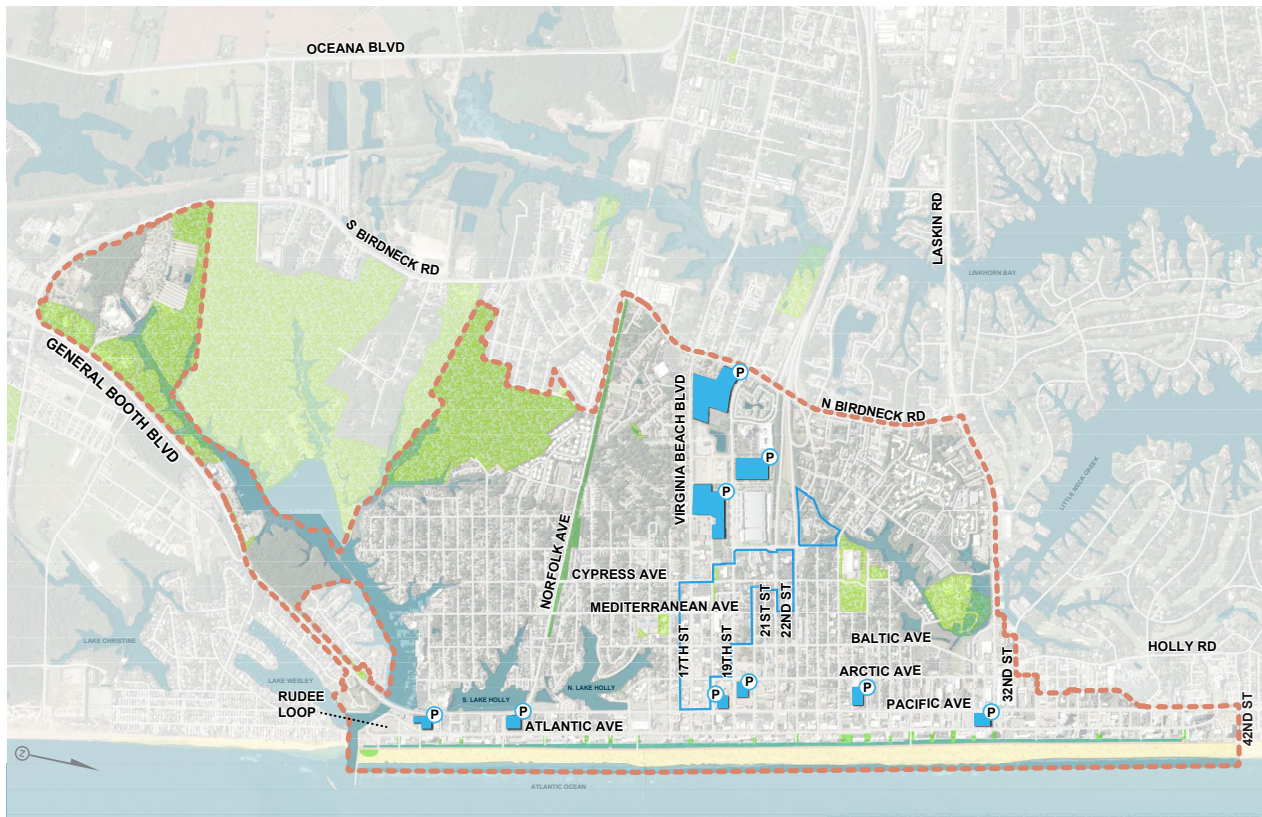 OCEANA BLVD
S BIRDNECK RD
LASKIN RD
LINKHORN BAY
GENERAL BOOTH BLVD
P
VIRGINIA BEACH BLVD
N BIRDNECK RD
P
P
LITTLE NECK CREEK
NORFOLK AVE
CYPRESS AVE
MEDITERRANEAN AVE
21ST ST
22ND ST
17TH ST
19TH ST
BALTIC AVE
LAKE CHRISTINE
HOLLY RD
32ND ST
ARCTIC AVE
LAKE WESLEY
RUDEE
LOOP
S. LAKE HOLLY
N. LAKE HOLLY
P
P
P
PACIFIC AVE
P
P
P
ATLANTIC AVE
42ND ST
N
ATLANTIC OCEAN